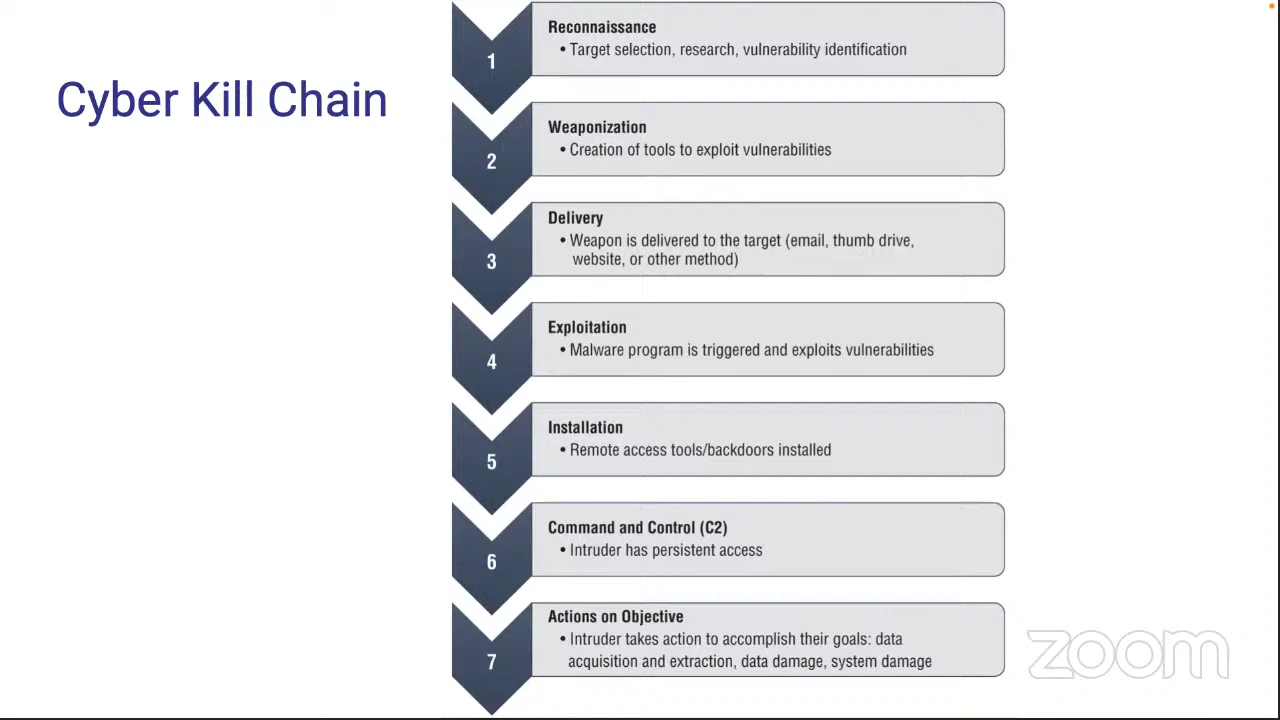 Cyber Kill Chain
1
Reconnaissance
• Target selection, research, vulnerability identification
2
Weaponization
• Creation of tools to exploit vulnerabilities
3
Delivery
• Weapon is delivered to the target (email, thumb drive,
website, or other method)
4
Exploitation
• Malware program is triggered and exploits vulnerabilities
5
Installation
• Remote access tools/backdoors installed
6
Command and Control (C2)
• Intruder has persistent access
7
Actions on Objective
• Intruder takes action to accomplish their goals: data
acquisition and extraction, data damage, system damage
zoom